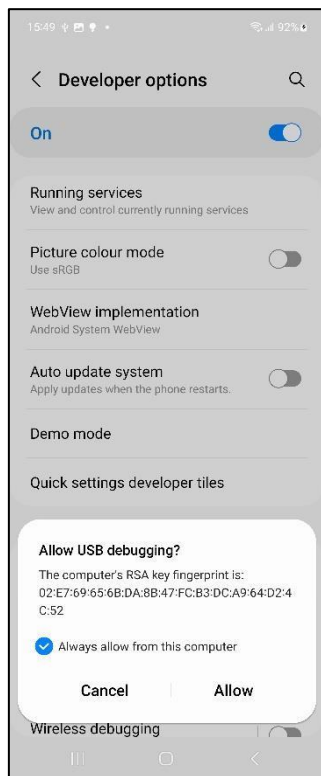 15:49
92%
Developer options
On
Running services
View and control currently running services
Picture colour mode
Use sRGB
WebView implementation
Android System WebView
Auto update system
Apply updates when the phone restarts.
Demo mode
Quick settings developer tiles
Allow USB debugging?
The computer's RSA key fingerprint is:
02:E7:69:65:6B:DA:8B:47:FC:B3:DC:A9:64:D2:4
C:52
Always allow from this computer
Cancel Allow
Wireless debugging